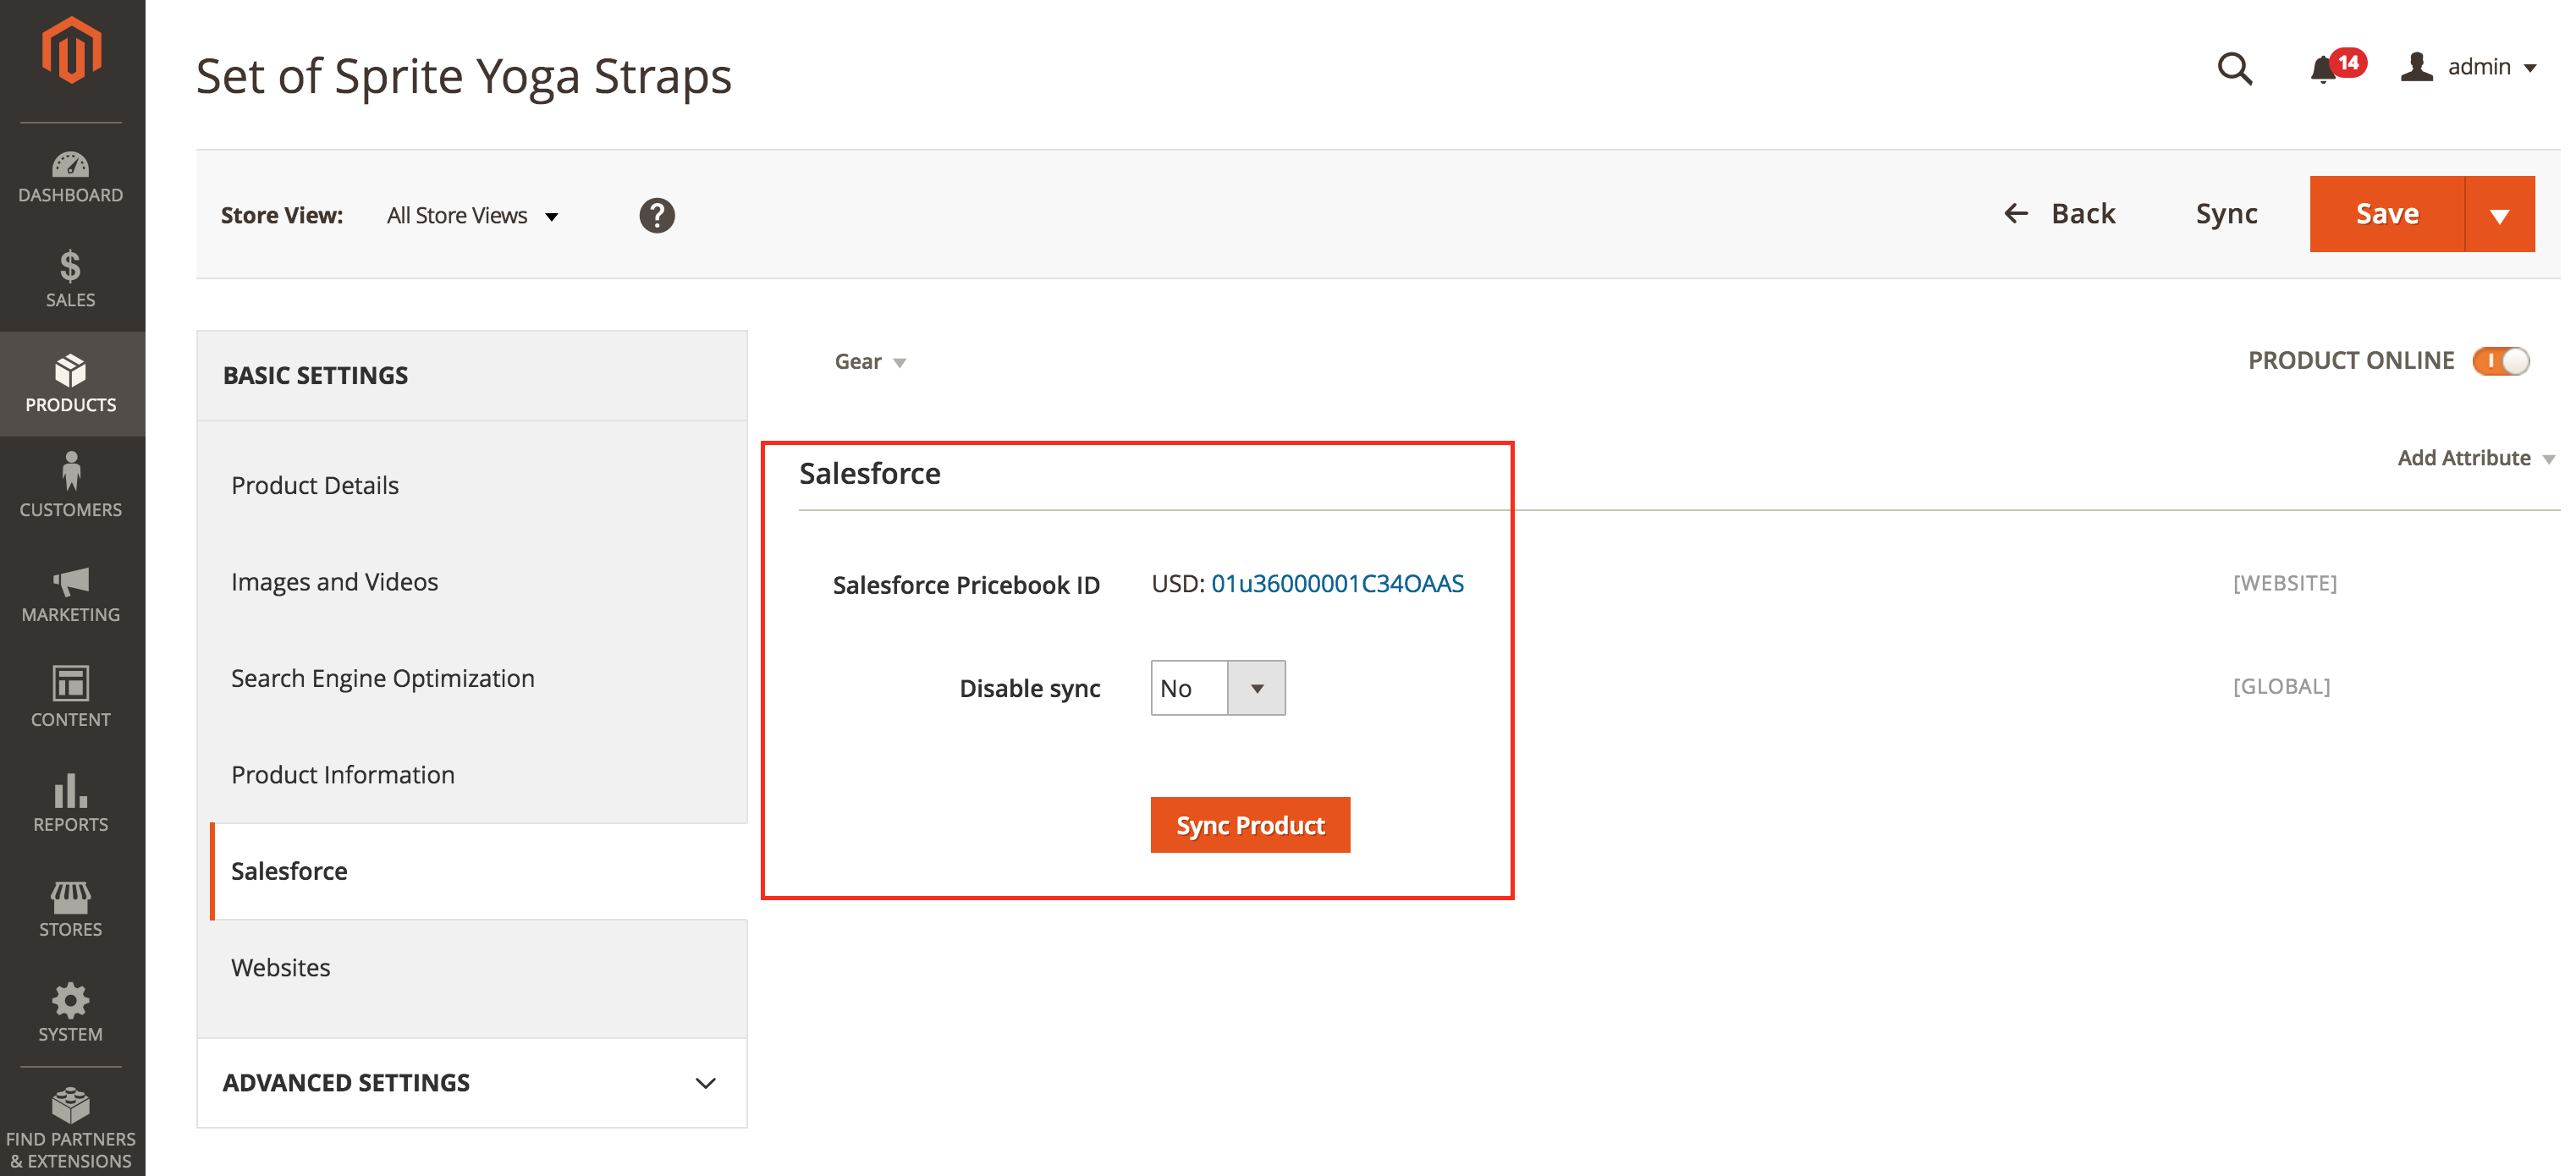 Set of Sprite Yoga Straps
14
admin
Store View: All Store Views ?
Back Sync Save
DASHBOARD
SALES
PRODUCTS
CUSTOMERS
MARKETING
CONTENT
REPORTS
STORES
SYSTEM
FIND PARTNERS
& EXTENSIONS
BASIC SETTINGS
Product Details
Images and Videos
Search Engine Optimization
Product Information
Salesforce
Websites
ADVANCED SETTINGS
Gear
PRODUCT ONLINE
Add Attribute
Salesforce
Salesforce Pricebook ID USD: 01u36000001C34OAAS [WEBSITE]
Disable sync No [GLOBAL]
Sync Product